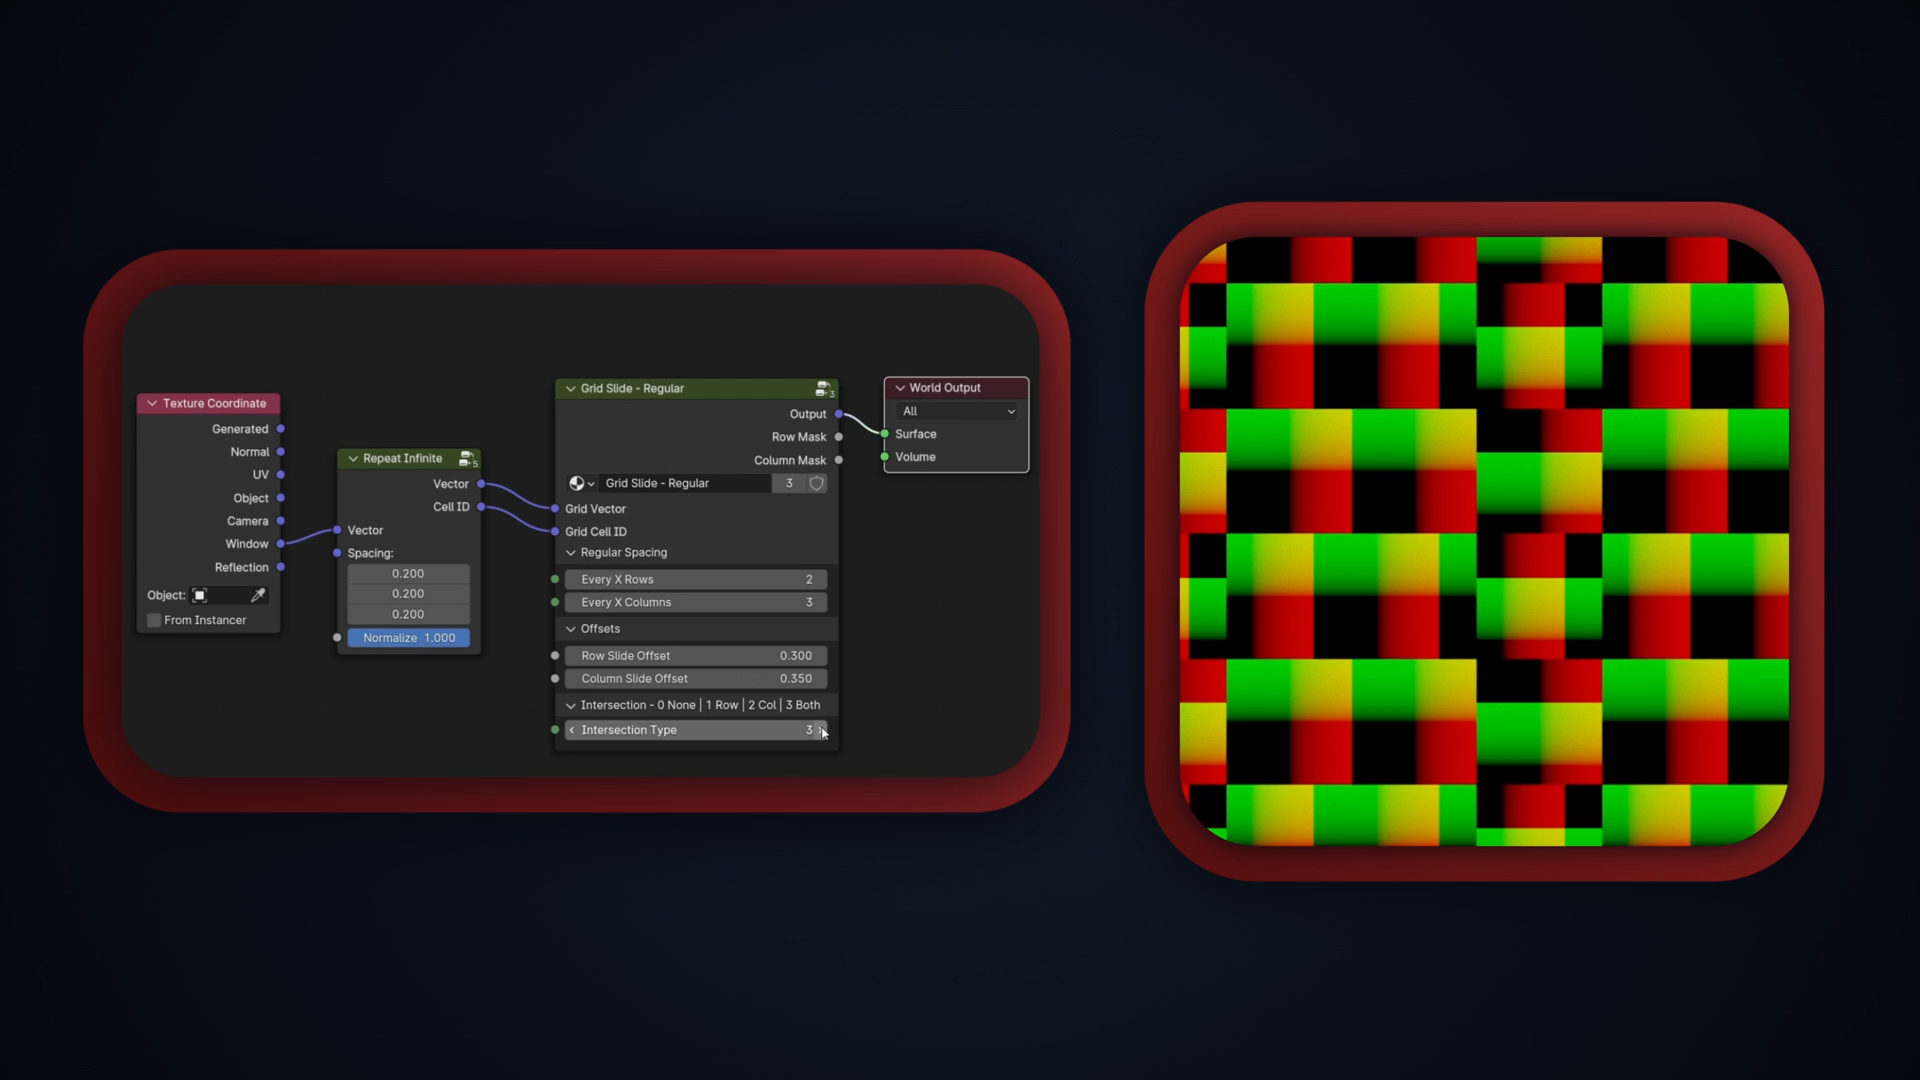 Texture Coordinate
Generated
Normal
UV
Object
Camera
Window
Reflection
Object:
From Instancer
Repeat Infinite
5
Vector
Cell ID
Vector
Spacing:
0.200
0.200
0.200
Normalize 1.000
Grid Slide - Regular
3
Output
Row Mask
Column Mask
Grid Slide - Regular 3
Grid Vector
Grid Cell ID
Regular Spacing
Every X Rows 2
Every X Columns 3
Offsets
Row Slide Offset 0.300
Column Slide Offset 0.350
Intersection - 0 None | 1 Row | 2 Col | 3 Both
Intersection Type 3
World Output
All
Surface
Volume